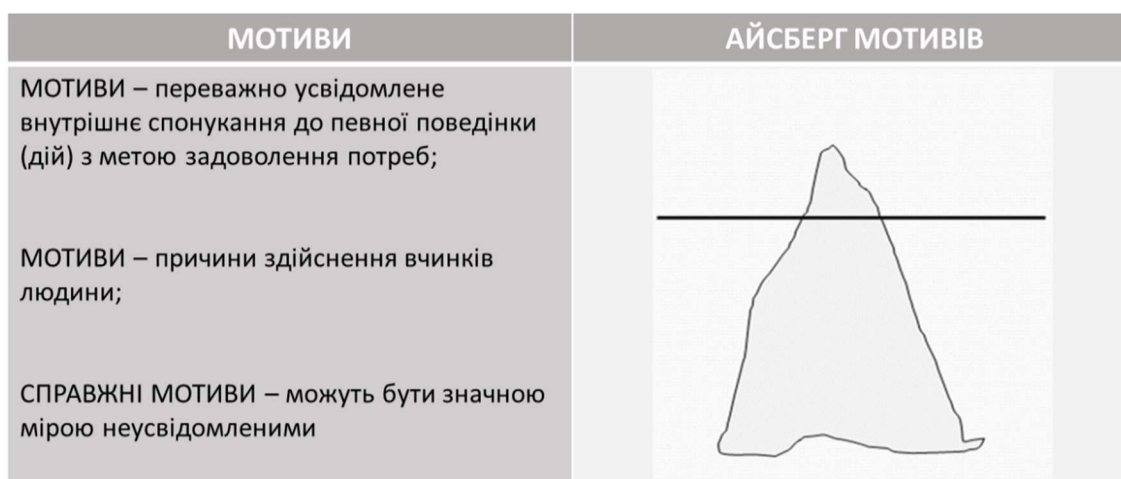 МОТИВИ
АЙСБЕРГ МОТИВІВ
МОТИВИ – переважно усвідомлене
внутрішнє спонукання до певної поведінки
(дій) з метою задоволення потреб;
МОТИВИ – причини здійснення вчинків
людини;
СПРАВЖНІ МОТИВИ – можуть бути значною
мірою неусвідомленими